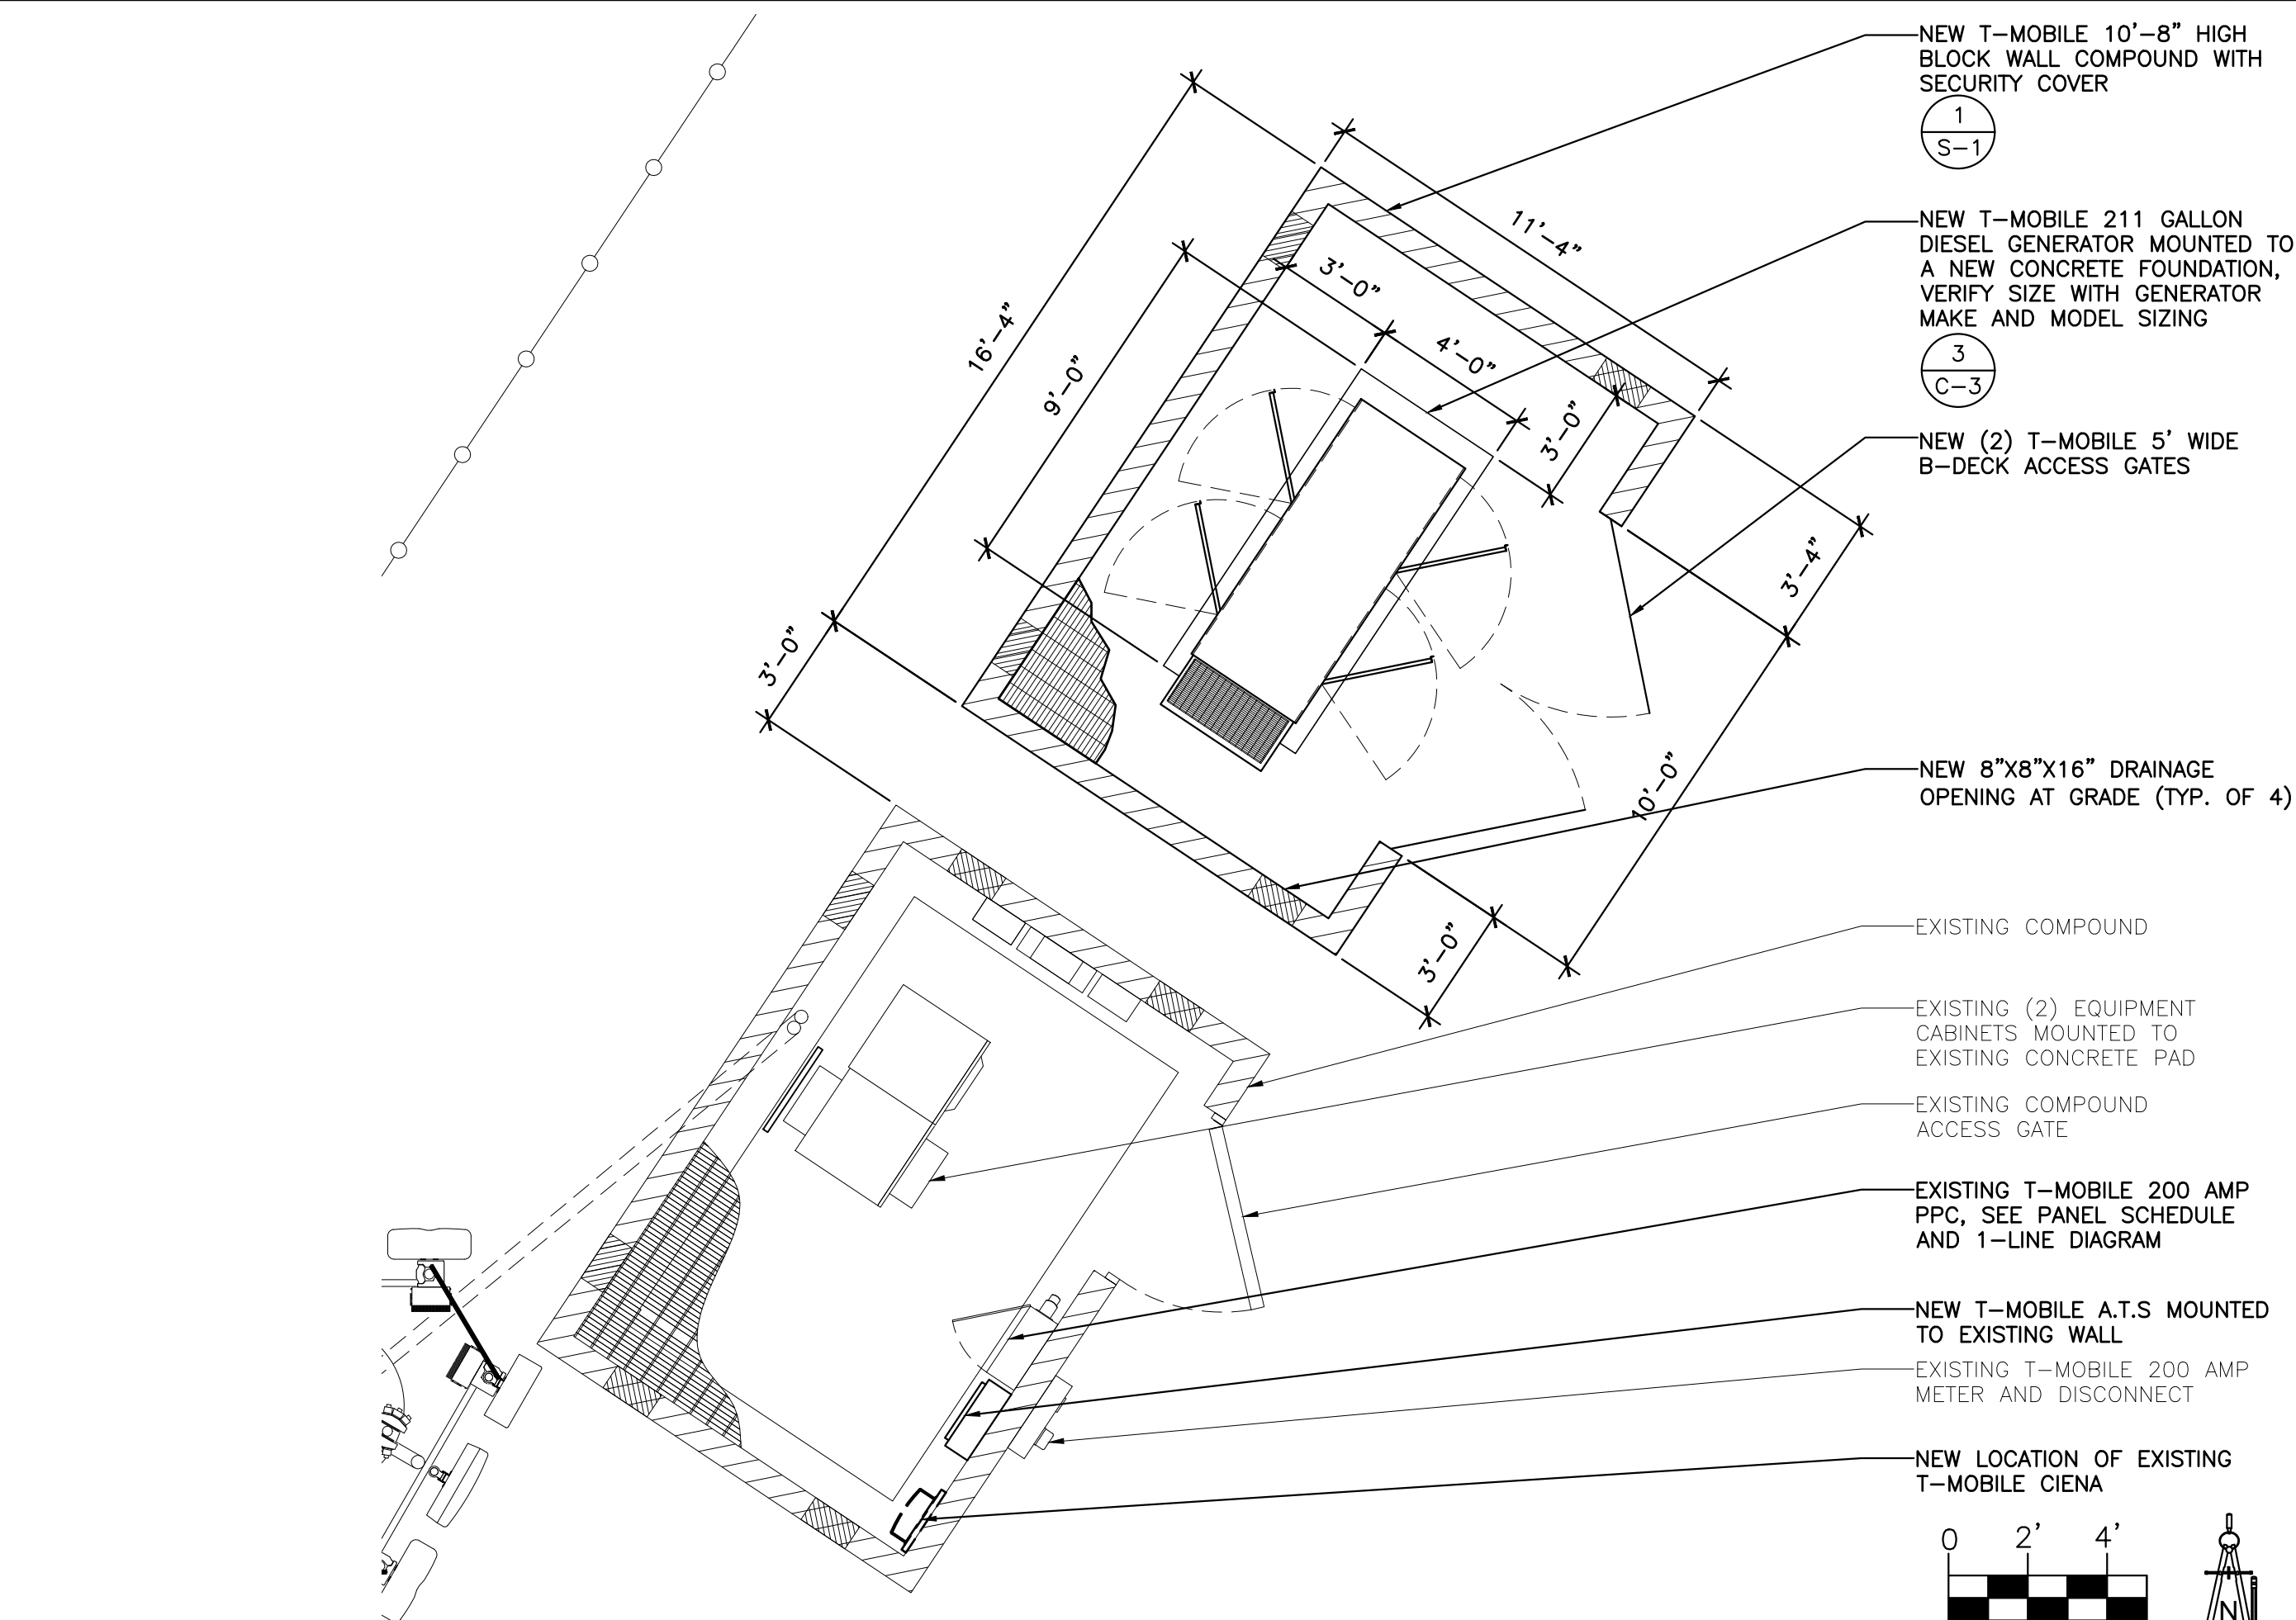 NEW T-MOBILE 10'-8" HIGH
BLOCK WALL COMPOUND WITH
SECURITY COVER
1
S-1
NEW T-MOBILE 211 GALLON
DIESEL GENERATOR MOUNTED TO
A NEW CONCRETE FOUNDATION,
VERIFY SIZE WITH GENERATOR
MAKE AND MODEL SIZING
3
C-3
NEW (2) T-MOBILE 5' WIDE
B-DECK ACCESS GATES
NEW 8"X8"X16" DRAINAGE
OPENING AT GRADE (TYP. OF 4)
EXISTING COMPOUND
EXISTING (2) EQUIPMENT
CABINETS MOUNTED TO
EXISTING CONCRETE PAD
EXISTING COMPOUND
ACCESS GATE
EXISTING T-MOBILE 200 AMP
PPC, SEE PANEL SCHEDULE
AND 1-LINE DIAGRAM
NEW T-MOBILE A.T.S MOUNTED
TO EXISTING WALL
EXISTING T-MOBILE 200 AMP
METER AND DISCONNECT
NEW LOCATION OF EXISTING
T-MOBILE CIENA
11'-4"
3'-0"
16'-4"
4'-0"
9'-0"
3'-0"
3'-4"
3'-0"
10'-0"
3'-0"
0 2' 4'
N